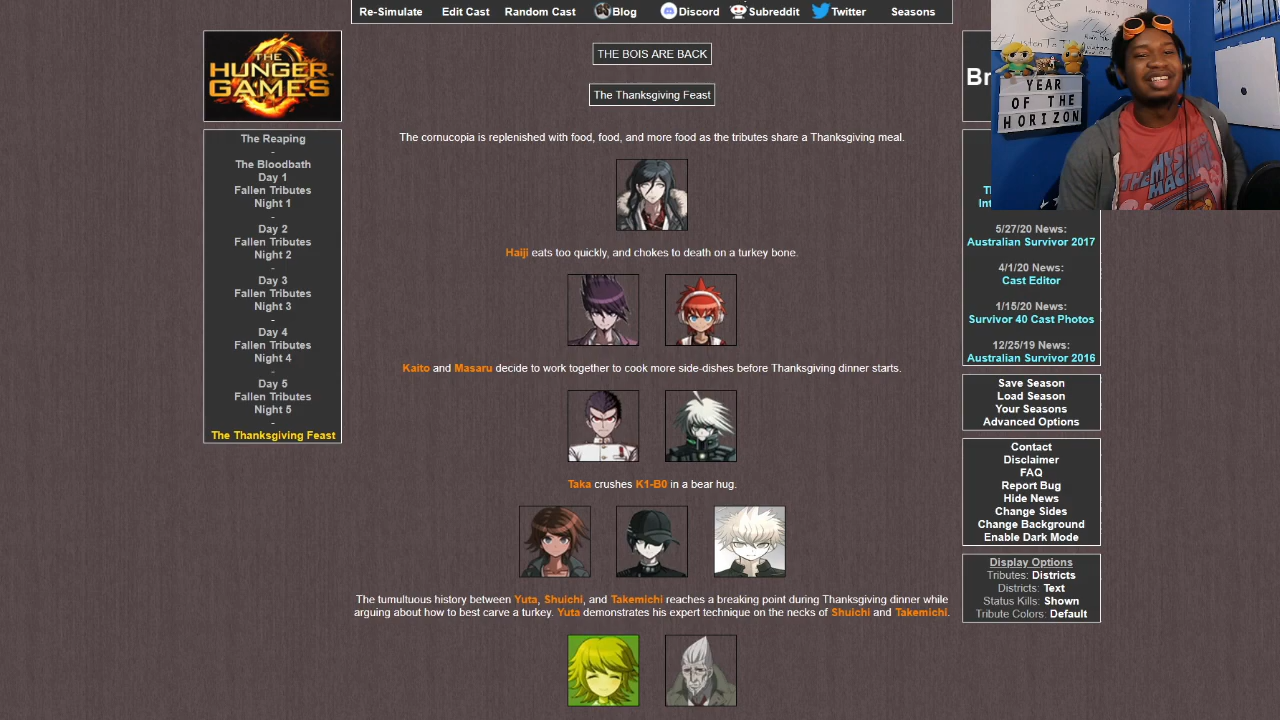 Re-Simulate Edit Cast Random Cast Blog Discord Subreddit Twitter Seasons
THE HUNGER GAMES
The Reaping
-
The Bloodbath
Day 1
Fallen Tributes
Night 1
-
Day 2
Fallen Tributes
Night 2
-
Day 3
Fallen Tributes
Night 3
-
Day 4
Fallen Tributes
Night 4
-
Day 5
Fallen Tributes
Night 5
-
The Thanksgiving Feast
THE BOIS ARE BACK
The Thanksgiving Feast
The cornucopia is replenished with food, food, and more food as the tributes share a Thanksgiving meal.
Haiji eats too quickly, and chokes to death on a turkey bone.
Kaito and Masaru decide to work together to cook more side-dishes before Thanksgiving dinner starts.
Taka crushes K1-B0 in a bear hug.
The tumultuous history between Yuta, Shuichi, and Takemichi reaches a breaking point during Thanksgiving dinner while
arguing about how to best carve a turkey. Yuta demonstrates his expert technique on the necks of Shuichi and Takemichi.
Br
YEAR
OF THE
HORIZON
THE MYSTERY
MACHINE
5/27/20 News:
Australian Survivor 2017
4/1/20 News:
Cast Editor
1/15/20 News:
Survivor 40 Cast Photos
12/25/19 News:
Australian Survivor 2016
Save Season
Load Season
Your Seasons
Advanced Options
Contact
Disclaimer
FAQ
Report Bug
Hide News
Change Sides
Change Background
Enable Dark Mode
Display Options
Tributes: Districts
Districts: Text
Status Kills: Shown
Tribute Colors: Default